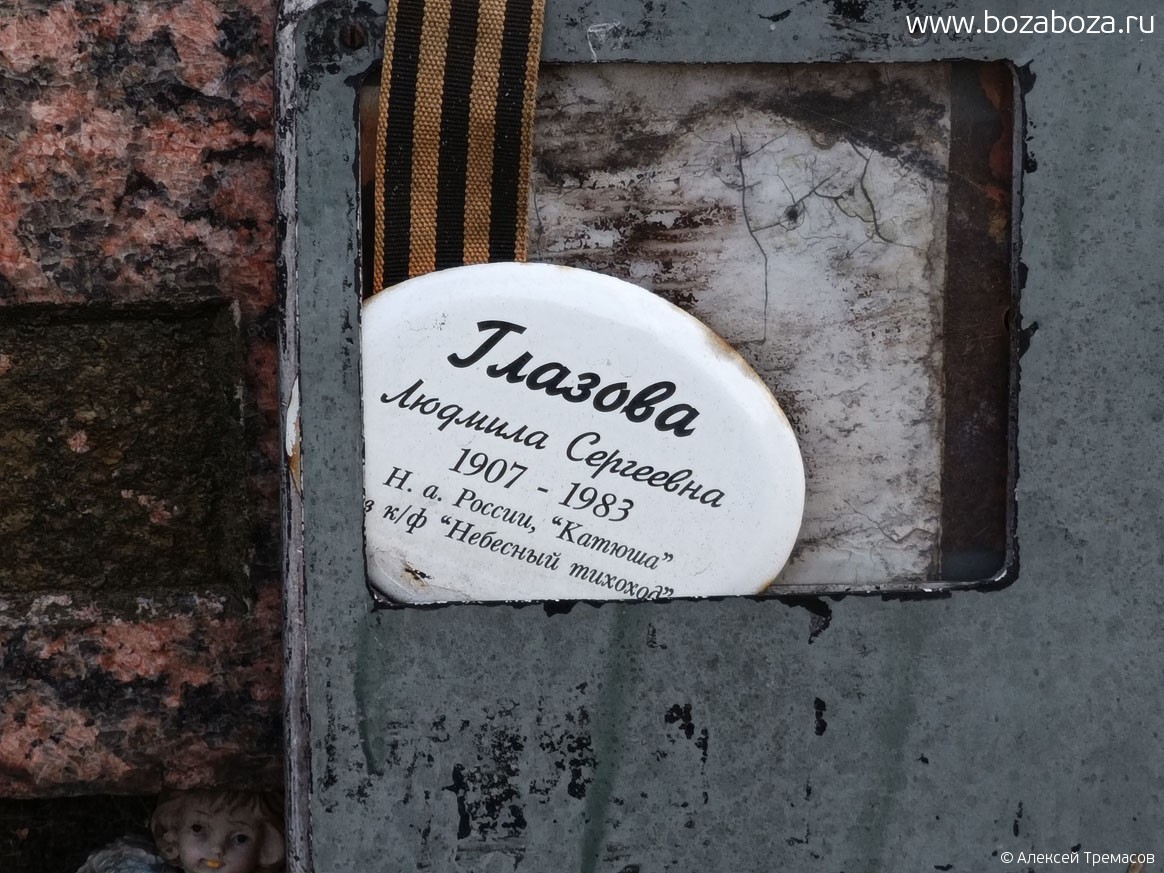 www.bozaboza.ru
Глазова
Людмила Сергеевна
1907 - 1983
Н. а. России, "Катюша"
з к/ф "Небесный тихоход"
© Алексей Тремасов